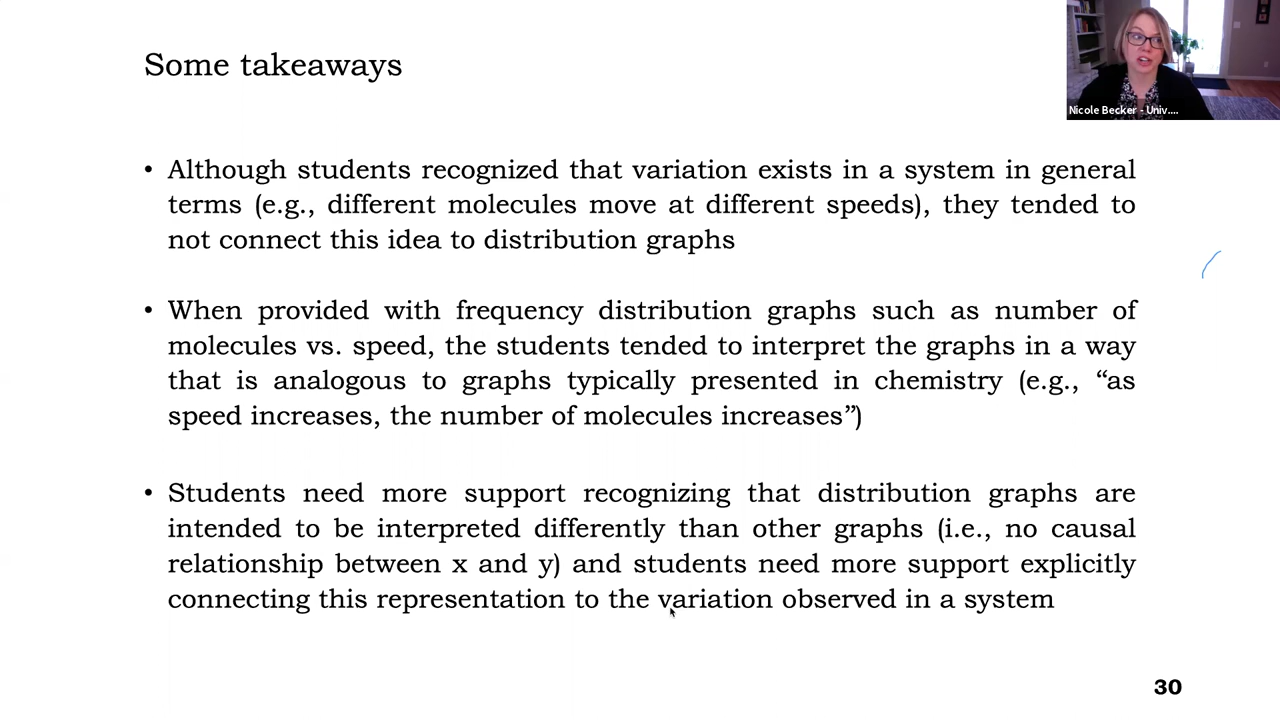 Some takeaways
Nicole Becker - Univ....
• Although students recognized that variation exists in a system in general
terms (e.g., different molecules move at different speeds), they tended to
not connect this idea to distribution graphs
• When provided with frequency distribution graphs such as number of
molecules vs. speed, the students tended to interpret the graphs in a way
that is analogous to graphs typically presented in chemistry (e.g., “as
speed increases, the number of molecules increases”)
• Students need more support recognizing that distribution graphs are
intended to be interpreted differently than other graphs (i.e., no causal
relationship between x and y) and students need more support explicitly
connecting this representation to the variation observed in a system
30